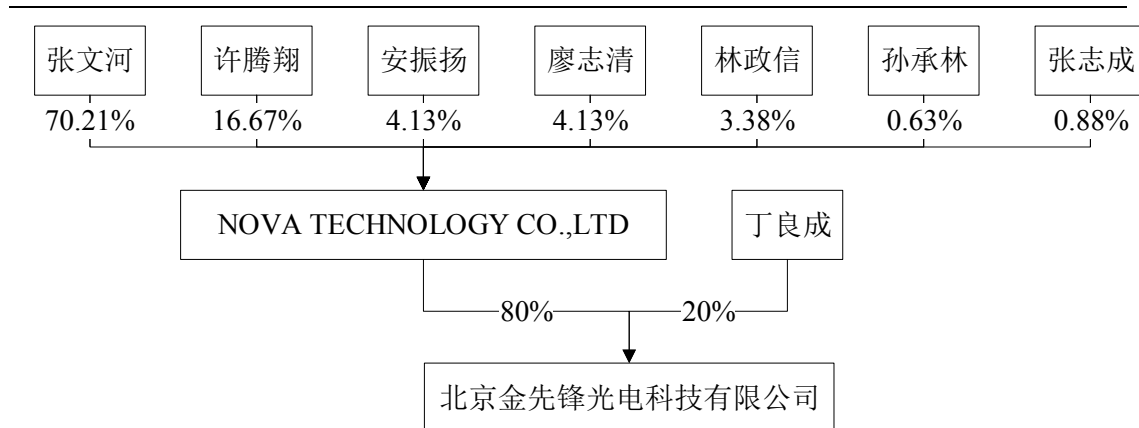 张文河 许腾翔 安振扬 廖志清 林政信 孙承林 张志成
70.21% 16.67% 4.13% 4.13% 3.38% 0.63% 0.88%
NOVA TECHNOLOGY CO.,LTD 丁良成
80% 20%
北京金先锋光电科技有限公司